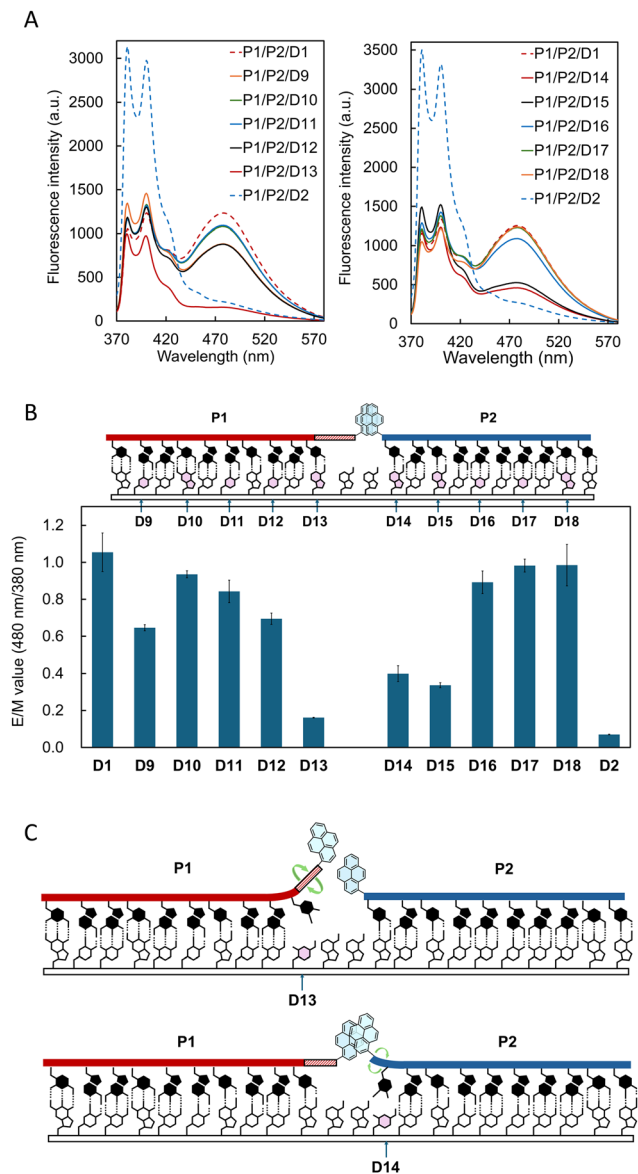 A
Fluorescence intensity (a.u.)
3000
2500
2000
1500
1000
500
0
370
420
470
520
570
Wavelength (nm)
P1/P2/D1
P1/P2/D9
P1/P2/D10
P1/P2/D11
P1/P2/D12
P1/P2/D13
P1/P2/D2
Fluorescence intensity (a.u.)
3500
3000
2500
2000
1500
1000
500
0
370
420
470
520
570
Wavelength (nm)
P1/P2/D1
P1/P2/D14
P1/P2/D15
P1/P2/D16
P1/P2/D17
P1/P2/D18
P1/P2/D2
B
P1
P2
D9 D10 D11 D12 D13 D14 D15 D16 D17 D18
E/M value (480 nm/380 nm)
1.2
1.0
0.8
0.6
0.4
0.2
0.0
D1 D9 D10 D11 D12 D13 D14 D15 D16 D17 D18 D2
C
P1
P2
D13
P1
P2
D14